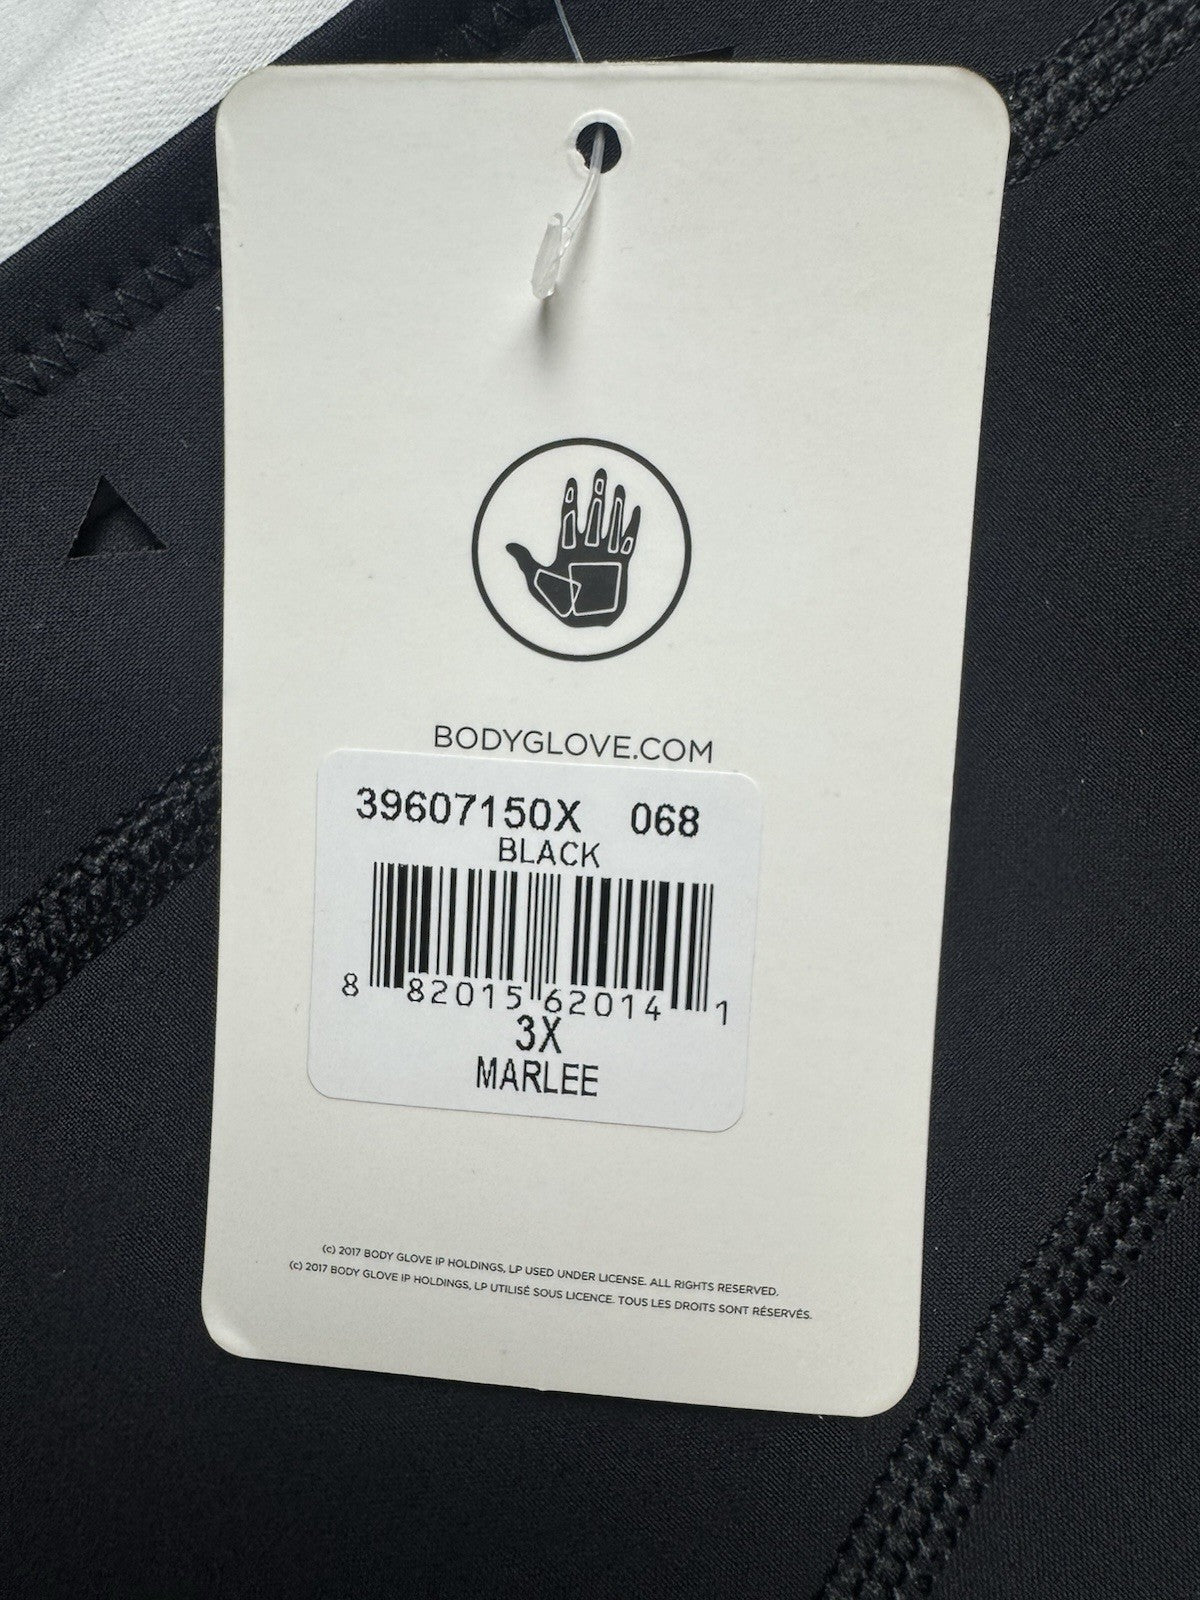 BODYGLOVE.COM
39607150X 068
BLACK
8 82015 62014 1
3X
MARLEE
(c) 2017 BODY GLOVE IP HOLDINGS, LP USED UNDER LICENSE. ALL RIGHTS RESERVED.
(c) 2017 BODY GLOVE IP HOLDINGS, LP UTILISÉ SOUS LICENCE. TOUS LES DROITS SONT RÉSERVÉS.